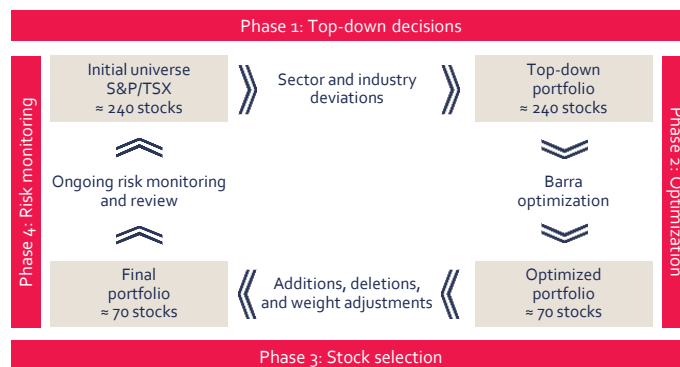 Phase 1: Top-down decisions
Initial universe
S&P/TSX
≈ 240 stocks
Sector and industry
deviations
Top-down
portfolio
≈ 240 stocks
Phase 2: Optimization
Barra
optimization
Optimized
portfolio
≈ 70 stocks
Additions, deletions,
and weight adjustments
Final
portfolio
≈ 70 stocks
Phase 3: Stock selection
Ongoing risk monitoring
and review
Phase 4: Risk monitoring